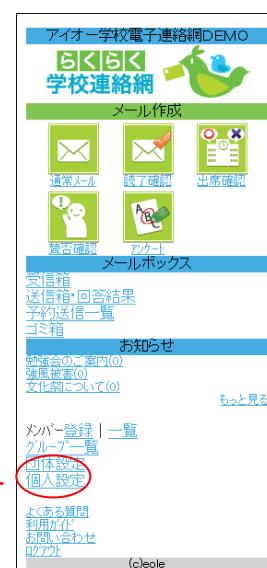 アイオー学校電子連絡網DEMO
らくらく
学校連絡網
メール作成
通常メール 読了確認 出席確認
賛否確認 アンケート
メールボックス
受信箱
送信箱・回答結果
予約送信一覧
ゴミ箱
お知らせ
勉強会のご案内(0)
強風被害(0)
文化祭について(0)
もっと見る
メンバー登録 | 一覧
グループ一覧
団体設定
個人設定
よくある質問
利用ガイド
お問い合わせ
ログアウト
(c)eole